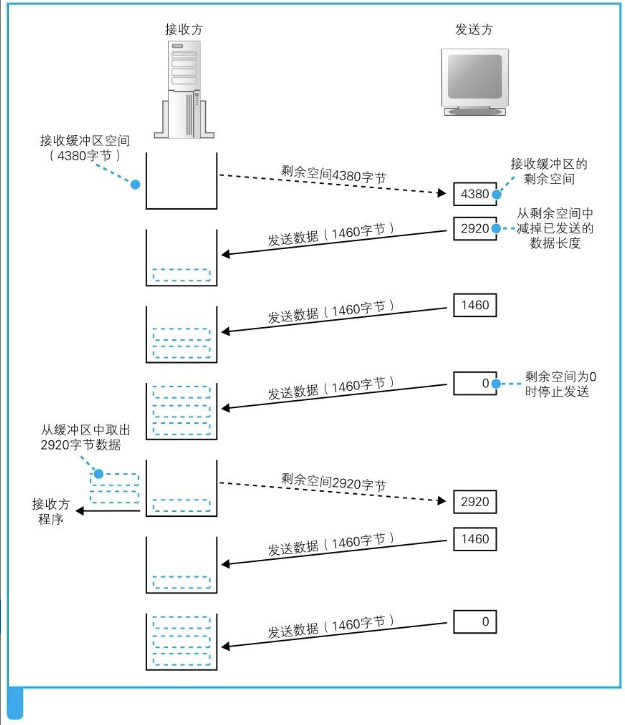 接收方
发送方
接收缓冲区空间
（4380字节）
剩余空间4380字节
4380
接收缓冲区的
剩余空间
发送数据（1460字节）
2920
从剩余空间中
减掉已发送的
数据长度
发送数据（1460字节）
1460
发送数据（1460字节）
0
剩余空间为0
时停止发送
从缓冲区中取出
2920字节数据
接收方
程序
剩余空间2920字节
2920
发送数据（1460字节）
1460
发送数据（1460字节）
0